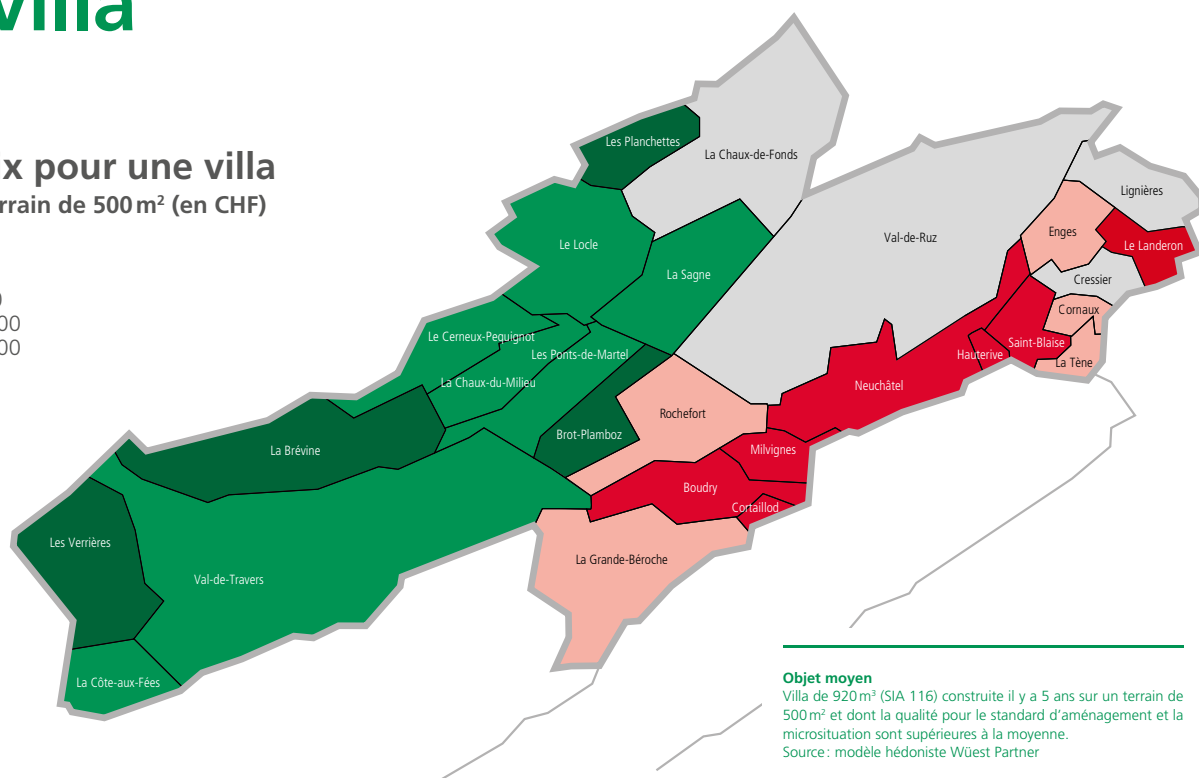 villa
x pour une villa
rrain de 500 m² (en CHF)
0
00
00
Les Planchettes
La Chaux-de-Fonds
Lignières
Enges
Val-de-Ruz
Le Locle
Le Landeron
La Sagne
Cressier
Cornaux
Le Cerneux-Pequignot
Saint-Blaise
Les Ponts-de-Martel
Hauterive
La Tène
La Chaux-du-Milieu
Neuchâtel
Rochefort
Brot-Plamboz
La Brévine
Milvignes
Boudry
Cortaillod
Les Verrières
La Grande-Béroche
Val-de-Travers
La Côte-aux-Fées
Objet moyen
Villa de 920 m³ (SIA 116) construite il y a 5 ans sur un terrain de
500 m² et dont la qualité pour le standard d'aménagement et la
microsituation sont supérieures à la moyenne.
Source : modèle hédoniste Wüest Partner